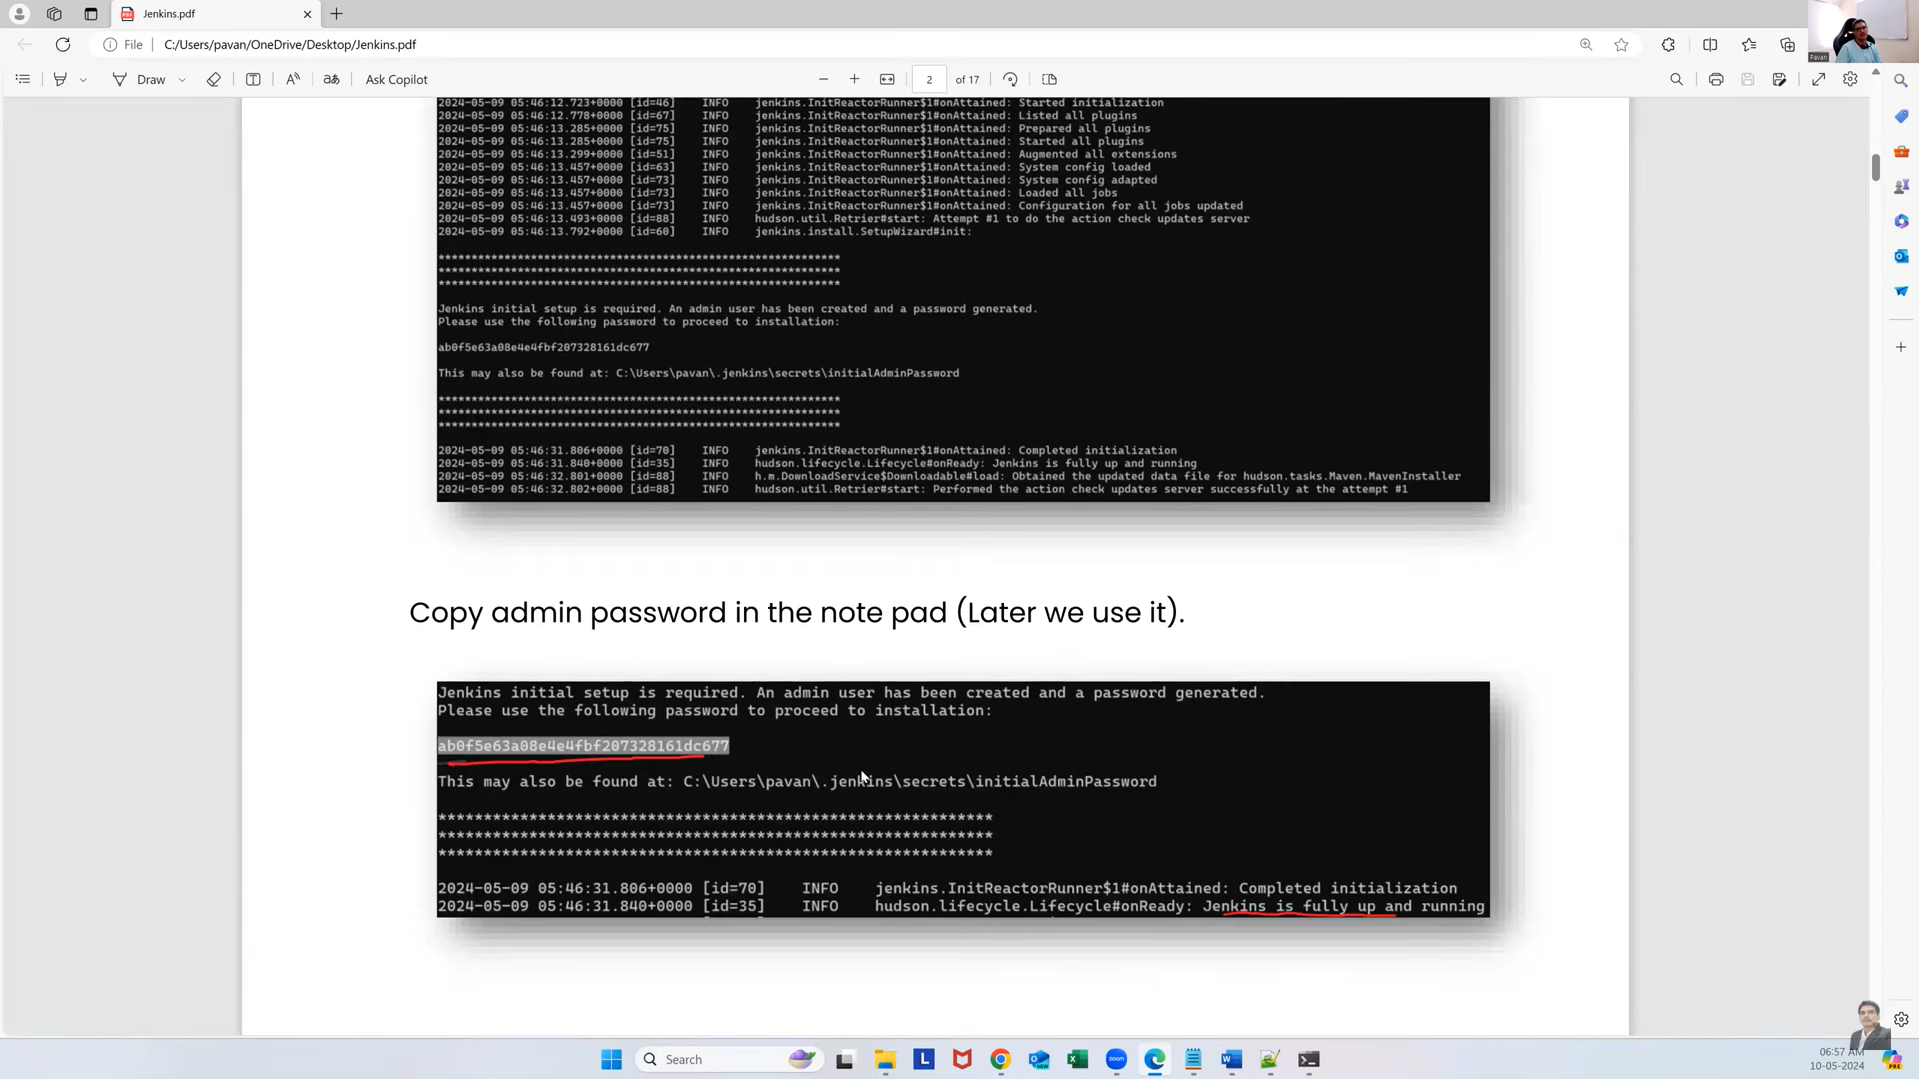 Jenkins.pdf
File C:/Users/pavan/OneDrive/Desktop/Jenkins.pdf
Pavan
Draw Ask Copilot 2 of 17
2024-05-09 05:46:12.723+0000 [id=46] INFO jenkins.InitReactorRunner$1#onAttained: Started initialization
2024-05-09 05:46:12.778+0000 [id=67] INFO jenkins.InitReactorRunner$1#onAttained: Listed all plugins
2024-05-09 05:46:13.285+0000 [id=75] INFO jenkins.InitReactorRunner$1#onAttained: Prepared all plugins
2024-05-09 05:46:13.285+0000 [id=75] INFO jenkins.InitReactorRunner$1#onAttained: Started all plugins
2024-05-09 05:46:13.299+0000 [id=51] INFO jenkins.InitReactorRunner$1#onAttained: Augmented all extensions
2024-05-09 05:46:13.457+0000 [id=63] INFO jenkins.InitReactorRunner$1#onAttained: System config loaded
2024-05-09 05:46:13.457+0000 [id=73] INFO jenkins.InitReactorRunner$1#onAttained: System config adapted
2024-05-09 05:46:13.457+0000 [id=73] INFO jenkins.InitReactorRunner$1#onAttained: Loaded all jobs
2024-05-09 05:46:13.457+0000 [id=73] INFO jenkins.InitReactorRunner$1#onAttained: Configuration for all jobs updated
2024-05-09 05:46:13.493+0000 [id=88] INFO hudson.util.Retrier#start: Attempt #1 to do the action check updates server
2024-05-09 05:46:13.792+0000 [id=60] INFO jenkins.install.SetupWizard#init:
*************************************************************
*************************************************************
*************************************************************
Jenkins initial setup is required. An admin user has been created and a password generated.
Please use the following password to proceed to installation:
ab0f5e63a08e4e4fbf207328161dc677
This may also be found at: C:\Users\pavan\.jenkins\secrets\initialAdminPassword
*************************************************************
*************************************************************
*************************************************************
2024-05-09 05:46:31.806+0000 [id=70] INFO jenkins.InitReactorRunner$1#onAttained: Completed initialization
2024-05-09 05:46:31.840+0000 [id=35] INFO hudson.lifecycle.Lifecycle#onReady: Jenkins is fully up and running
2024-05-09 05:46:32.801+0000 [id=88] INFO h.m.DownloadService$Downloadable#load: Obtained the updated data file for hudson.tasks.Maven.MavenInstaller
2024-05-09 05:46:32.802+0000 [id=88] INFO hudson.util.Retrier#start: Performed the action check updates server successfully at the attempt #1
Copy admin password in the note pad (Later we use it).
Jenkins initial setup is required. An admin user has been created and a password generated.
Please use the following password to proceed to installation:
ab0f5e63a08e4e4fbf207328161dc677
This may also be found at: C:\Users\pavan\.jenkins\secrets\initialAdminPassword
*************************************************************
*************************************************************
*************************************************************
2024-05-09 05:46:31.806+0000 [id=70] INFO jenkins.InitReactorRunner$1#onAttained: Completed initialization
2024-05-09 05:46:31.840+0000 [id=35] INFO hudson.lifecycle.Lifecycle#onReady: Jenkins is fully up and running
Search
06:57 AM
10-05-2024